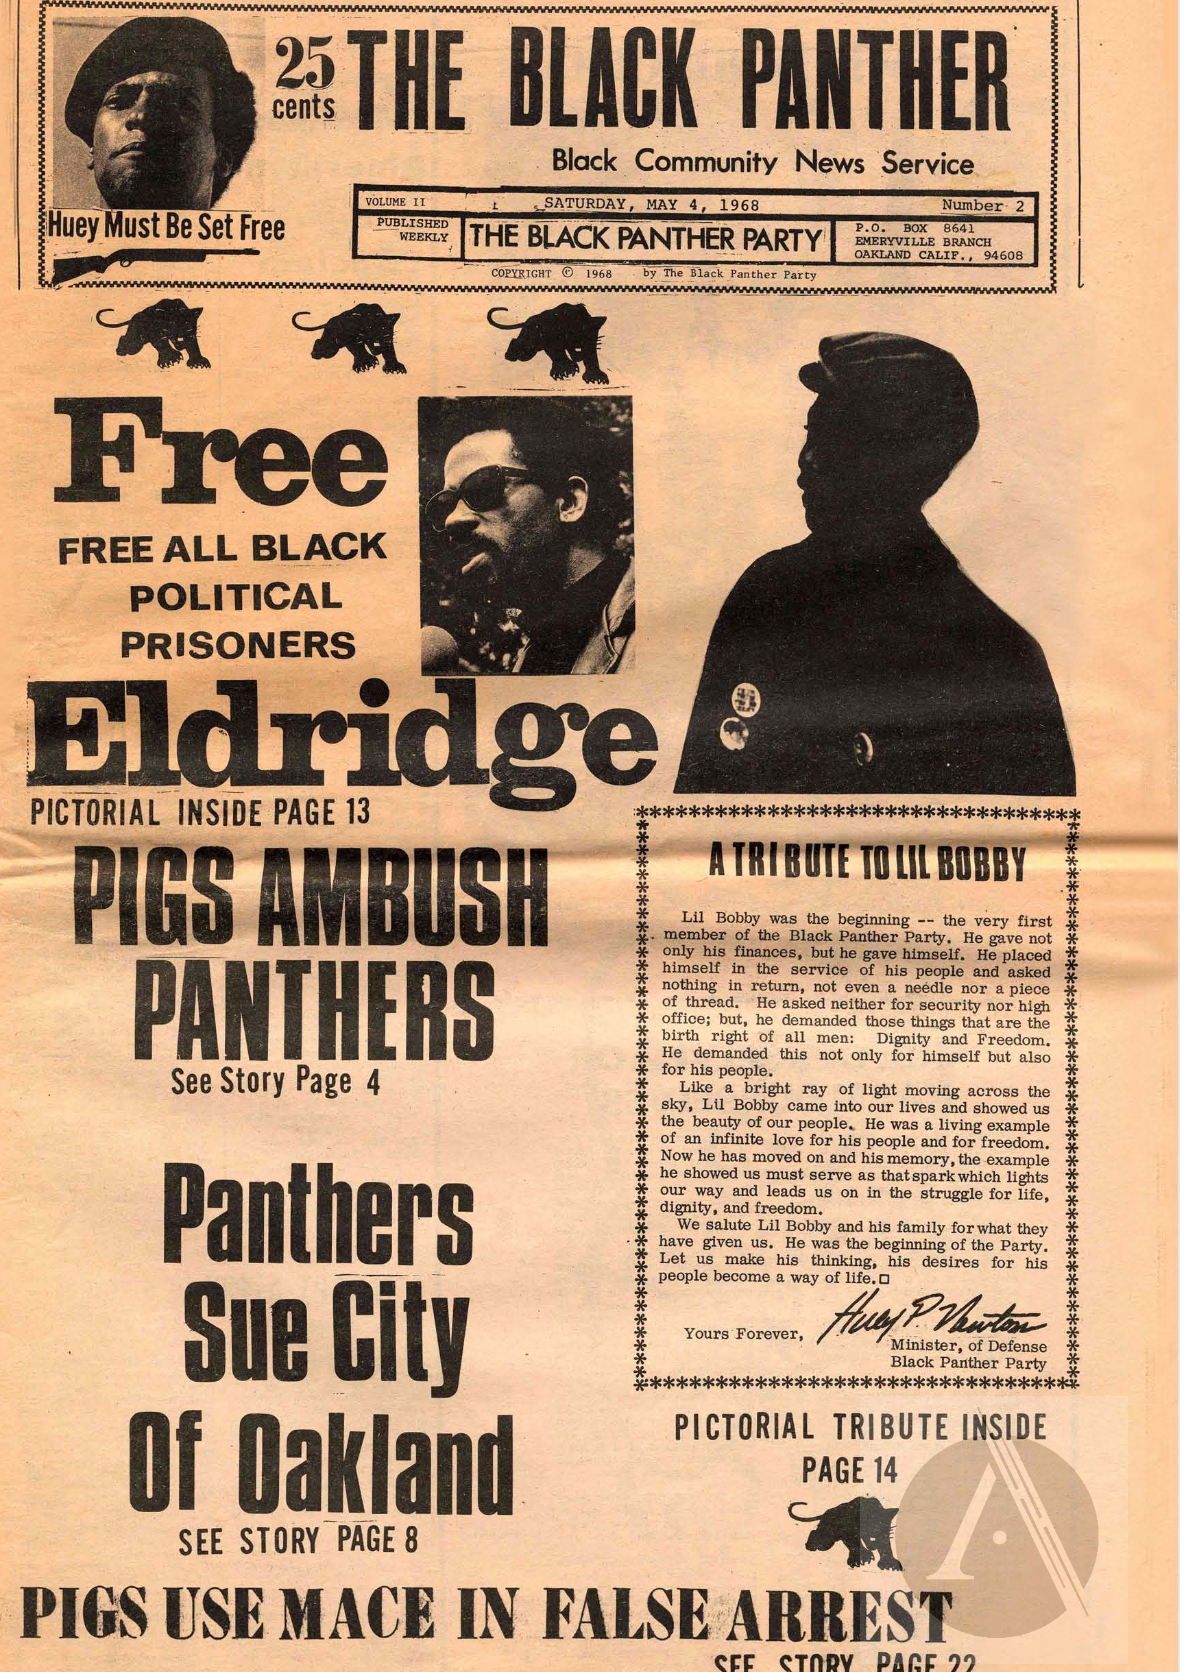 25
cents
THE BLACK PANTHER
Black Community News Service
Huey Must Be Set Free
VOLUME II
SATURDAY, MAY 4, 1968
Number 2
PUBLISHED
WEEKLY
THE BLACK PANTHER PARTY
P.O. BOX 8641
EMERYVILLE BRANCH
OAKLAND CALIF., 94608
COPYRIGHT © 1968 by The Black Panther Party
Free
FREE ALL BLACK
POLITICAL
PRISONERS
Eldridge
PICTORIAL INSIDE PAGE 13
PIGS AMBUSH
PANTHERS
See Story Page 4
Panthers
Sue City
Of Oakland
SEE STORY PAGE 8
A TRIBUTE TO LIL BOBBY
Lil Bobby was the beginning -- the very first
member of the Black Panther Party. He gave not
only his finances, but he gave himself. He placed
himself in the service of his people and asked
nothing in return, not even a needle nor a piece
of thread. He asked neither for security nor high
office; but, he demanded those things that are the
birth right of all men: Dignity and Freedom.
He demanded this not only for himself but also
for his people.
Like a bright ray of light moving across the
sky, Lil Bobby came into our lives and showed us
the beauty of our people. He was a living example
of an infinite love for his people and for freedom.
Now he has moved on and his memory, the example
he showed us must serve as that spark which lights
our way and leads us on in the struggle for life,
dignity, and freedom.
We salute Lil Bobby and his family for what they
have given us. He was the beginning of the Party.
Let us make his thinking, his desires for his
people become a way of life.
Yours Forever,
Huey P. Newton
Minister, of Defense
Black Panther Party
PICTORIAL TRIBUTE INSIDE
PAGE 14
PIGS USE MACE IN FALSE ARREST
SEE STORY PAGE 22